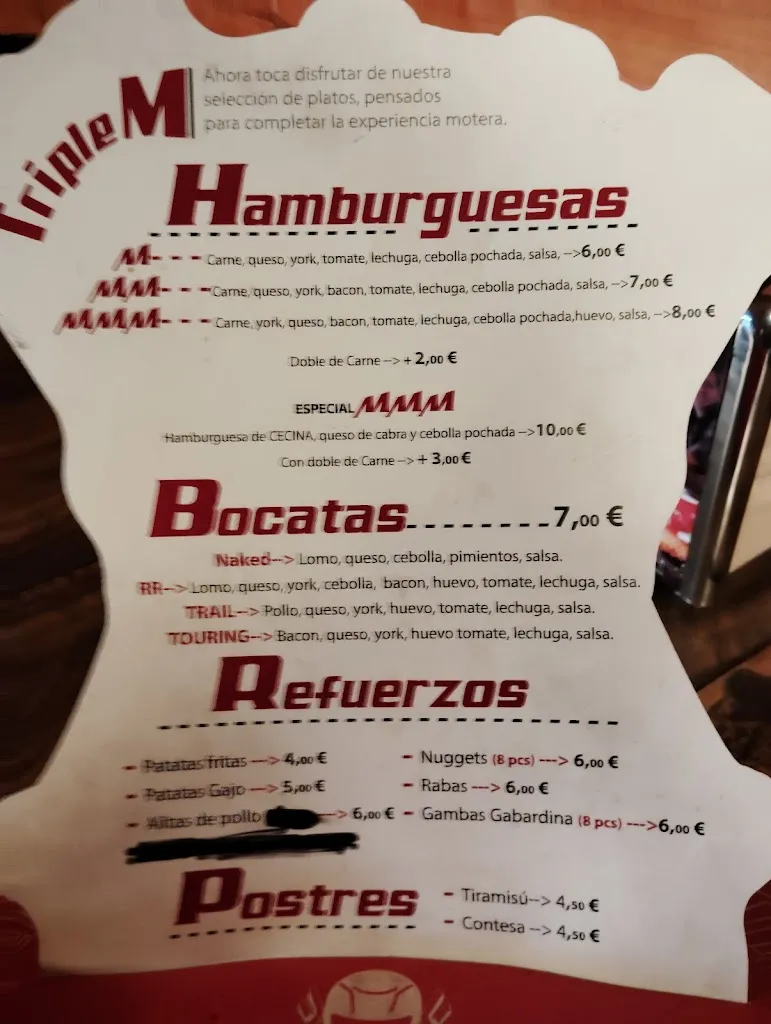 Triple M
Ahora toca disfrutar de nuestra
selección de platos, pensados
para completar la experiencia motera.
Hamburguesas
M- - - Carne, queso, york, tomate, lechuga, cebolla pochada, salsa, -->6,00 €
MM- - - Carne, queso, york, bacon, tomate, lechuga, cebolla pochada, salsa, -->7,00 €
MMM- - - Carne, york, queso, bacon, tomate, lechuga, cebolla pochada,huevo, salsa, -->8,00 €
Doble de Carne --> + 2,00 €
ESPECIAL MMM
Hamburguesa de CECINA, queso de cabra y cebolla pochada -->10,00 €
Con doble de Carne --> + 3,00 €
Bocatas.........7,00 €
Naked--> Lomo, queso, cebolla, pimientos, salsa.
RR--> Lomo, queso, york, cebolla, bacon, huevo, tomate, lechuga, salsa.
TRAIL--> Pollo, queso, york, huevo, tomate, lechuga, salsa.
TOURING--> Bacon, queso, york, huevo tomate, lechuga, salsa.
Refuerzos
- Patatas fritas ---> 4,00 €
- Patatas Gajo ---> 5,00 €
- Alitas de pollo ---> 6,00 €
- Nuggets (8 pcs) ---> 6,00 €
- Rabas ---> 6,00 €
- Gambas Gabardina (8 pcs) --->6,00 €
Postres
- Tiramisú--> 4,50 €
- Contesa --> 4,50 €